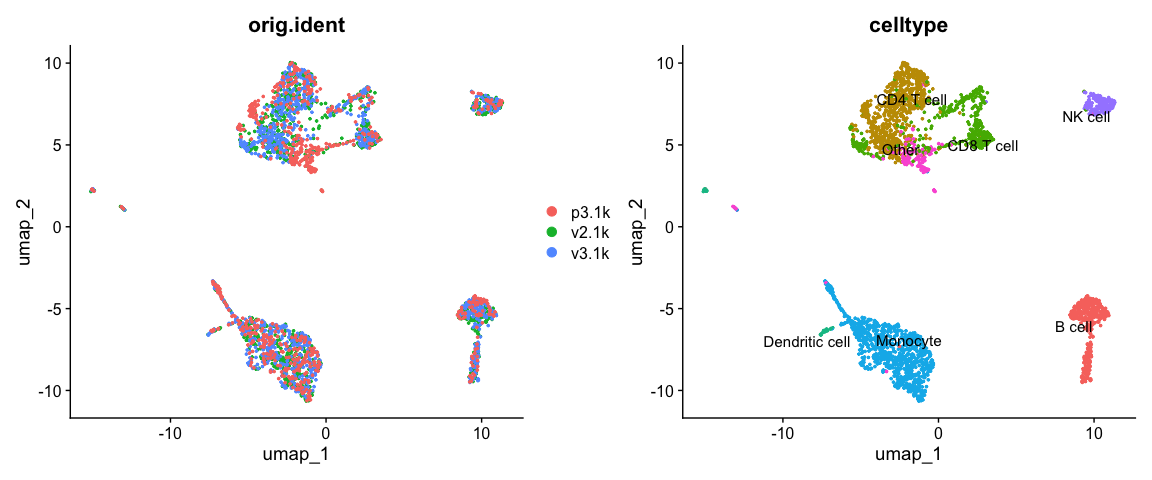 orig.ident
10
5
0
-5
-10
umap_2
-10
0
10
umap_1
p3.1k
v2.1k
v3.1k
celltype
10
5
0
-5
-10
umap_2
CD4 T cell
NK cell
Other
CD8 T cell
B cell
Dendritic cell
Monocyte
-10
0
10
umap_1